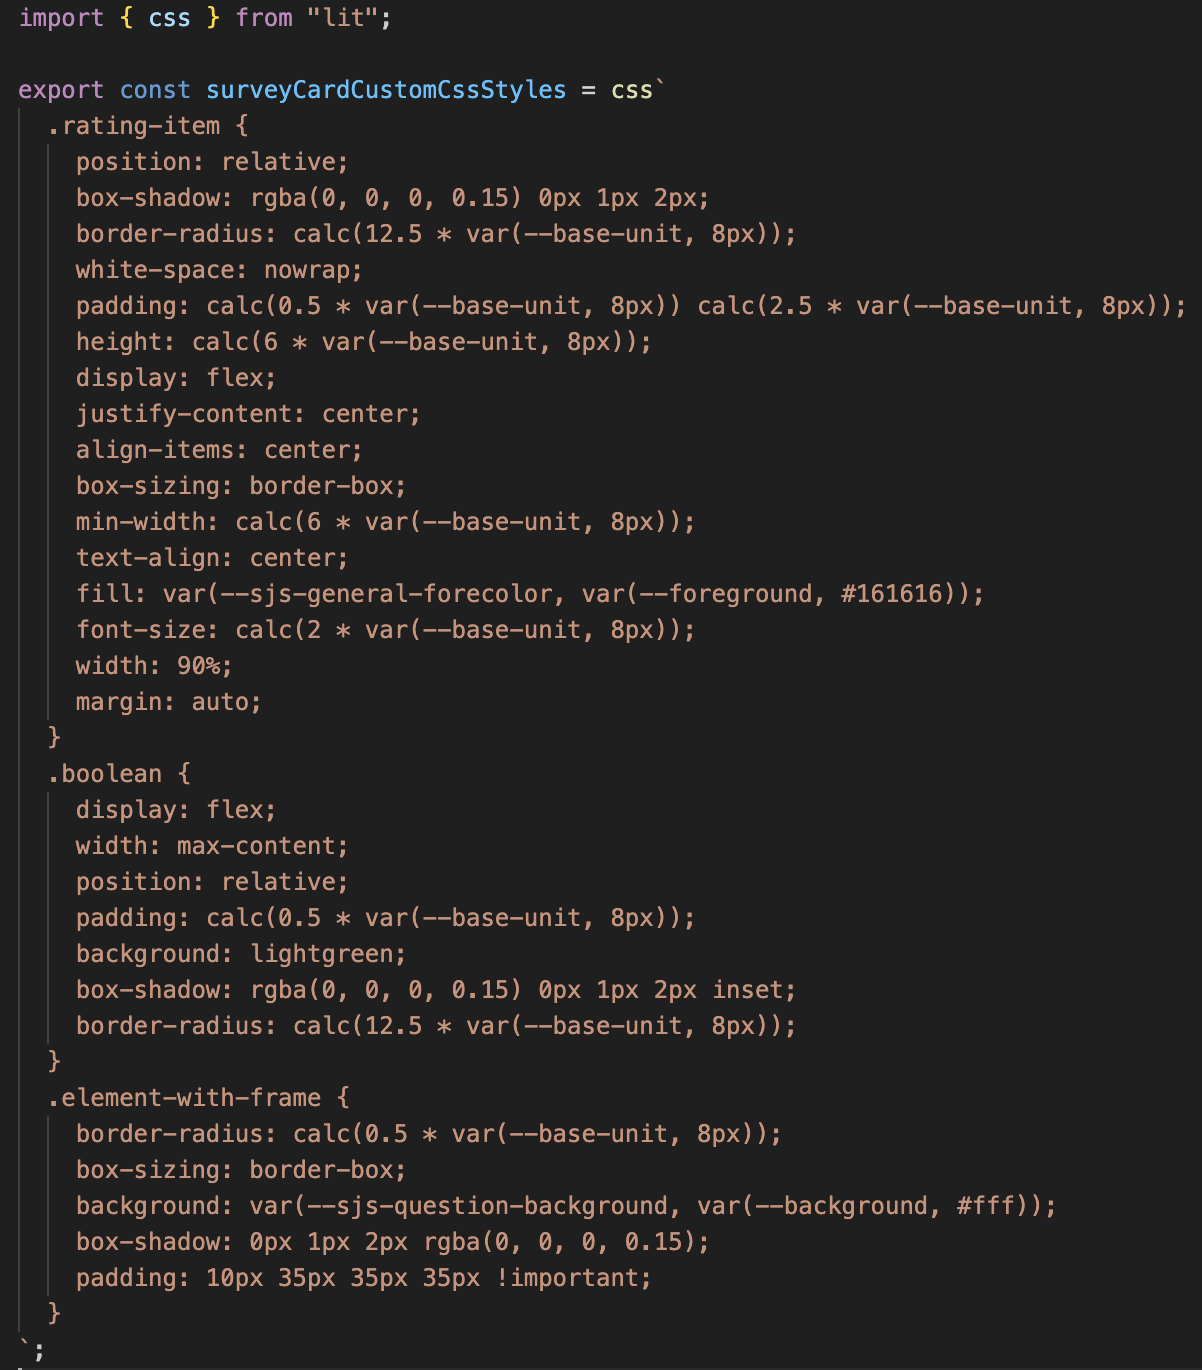 import { css } from "lit";

export const surveyCardCustomCssStyles = css`
  .rating-item {
    position: relative;
    box-shadow: rgba(0, 0, 0, 0.15) 0px 1px 2px;
    border-radius: calc(12.5 * var(--base-unit, 8px));
    white-space: nowrap;
    padding: calc(0.5 * var(--base-unit, 8px)) calc(2.5 * var(--base-unit, 8px));
    height: calc(6 * var(--base-unit, 8px));
    display: flex;
    justify-content: center;
    align-items: center;
    box-sizing: border-box;
    min-width: calc(6 * var(--base-unit, 8px));
    text-align: center;
    fill: var(--sjs-general-forecolor, var(--foreground, #161616));
    font-size: calc(2 * var(--base-unit, 8px));
    width: 90%;
    margin: auto;
  }
  .boolean {
    display: flex;
    width: max-content;
    position: relative;
    padding: calc(0.5 * var(--base-unit, 8px));
    background: lightgreen;
    box-shadow: rgba(0, 0, 0, 0.15) 0px 1px 2px inset;
    border-radius: calc(12.5 * var(--base-unit, 8px));
  }
  .element-with-frame {
    border-radius: calc(0.5 * var(--base-unit, 8px));
    box-sizing: border-box;
    background: var(--sjs-question-background, var(--background, #fff));
    box-shadow: 0px 1px 2px rgba(0, 0, 0, 0.15);
    padding: 10px 35px 35px 35px !important;
  }
`;